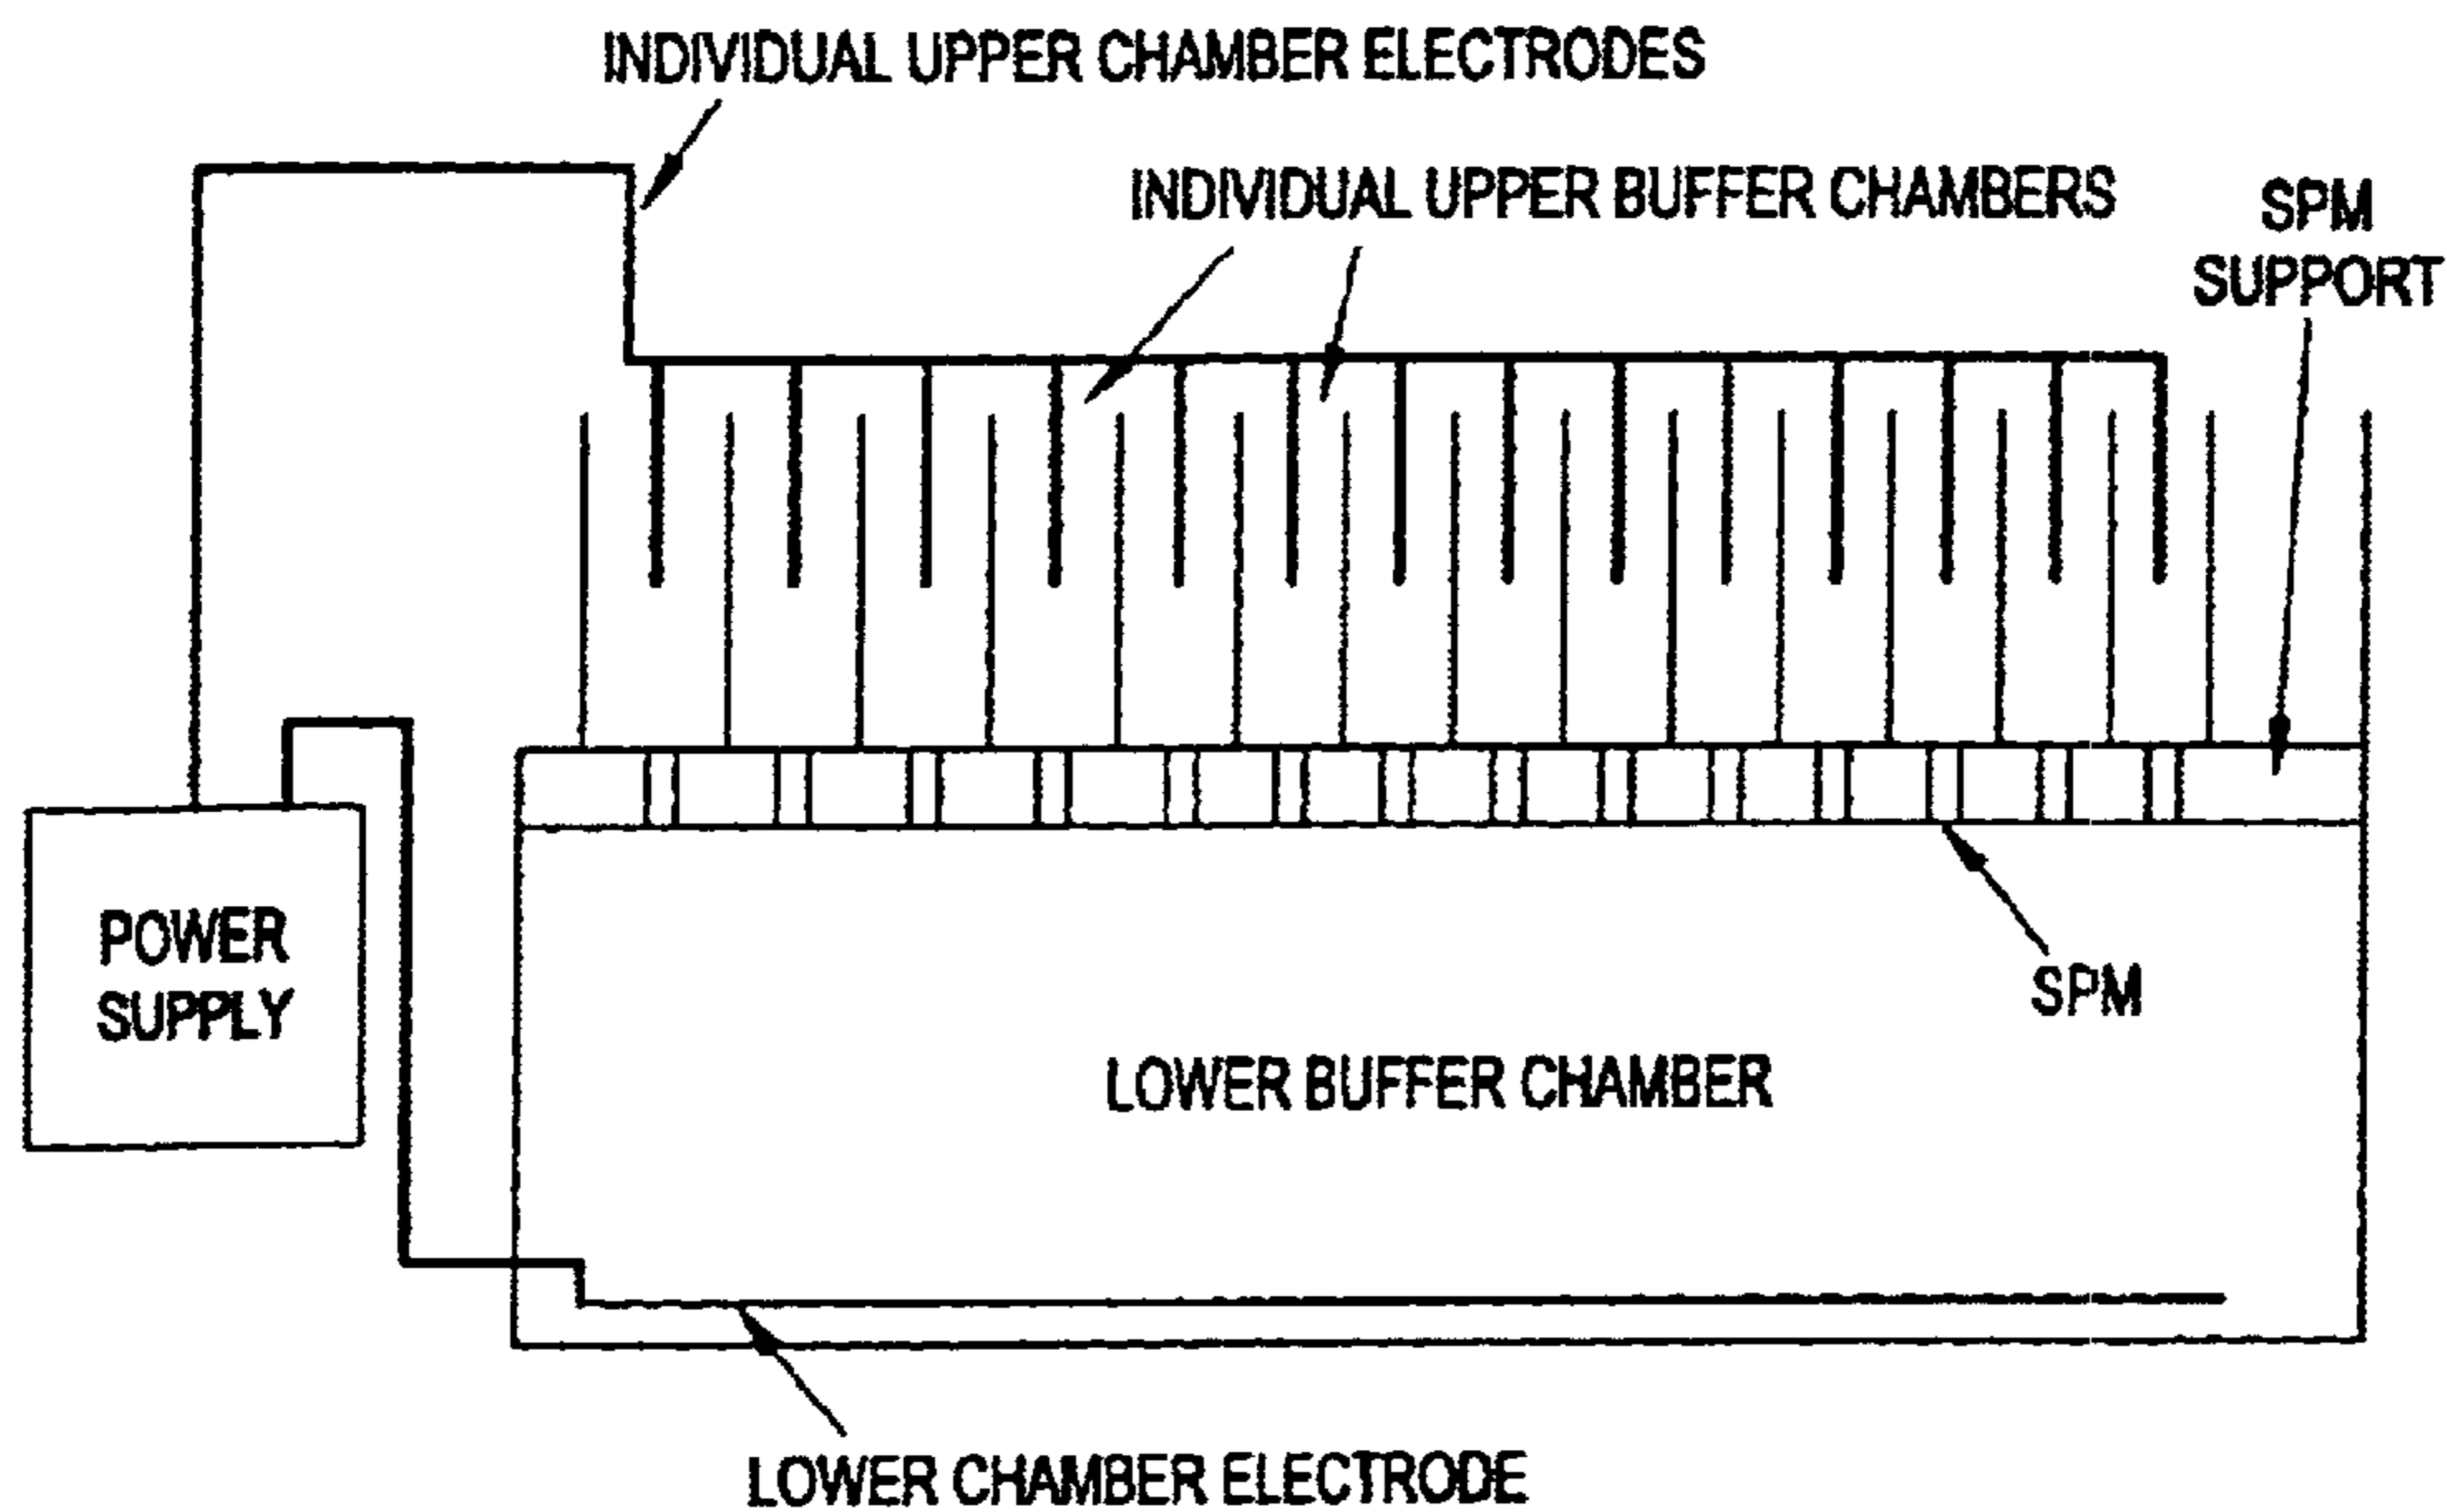 INDIVIDUAL UPPER CHAMBER ELECTRODES
INDIVIDUAL UPPER BUFFER CHAMBERS
SPM
SUPPORT
POWER
SUPPLY
SPM
LOWER BUFFER CHAMBER
LOWER CHAMBER ELECTRODE